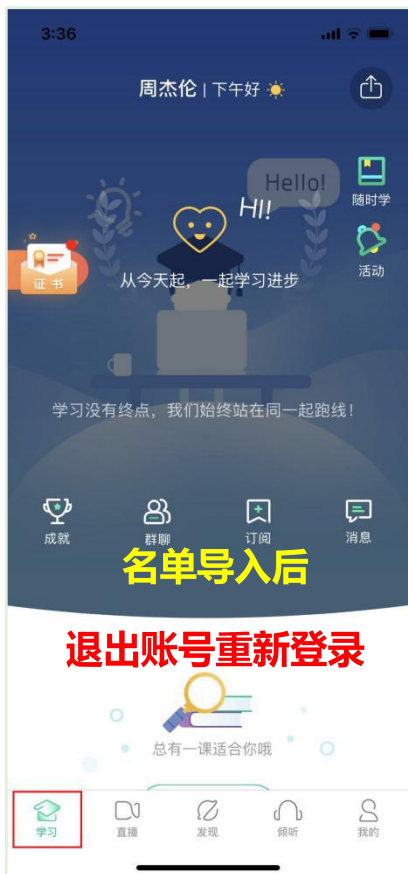 3:36
周杰伦 | 下午好
Hello!
HI!
随时学
证书
从今天起，一起学习进步
活动
学习没有终点，我们始终站在同一起跑线！
成就
群聊
订阅
消息
名单导入后
退出账号重新登录
总有一课适合你哦
学习
直播
发现
倾听
我的